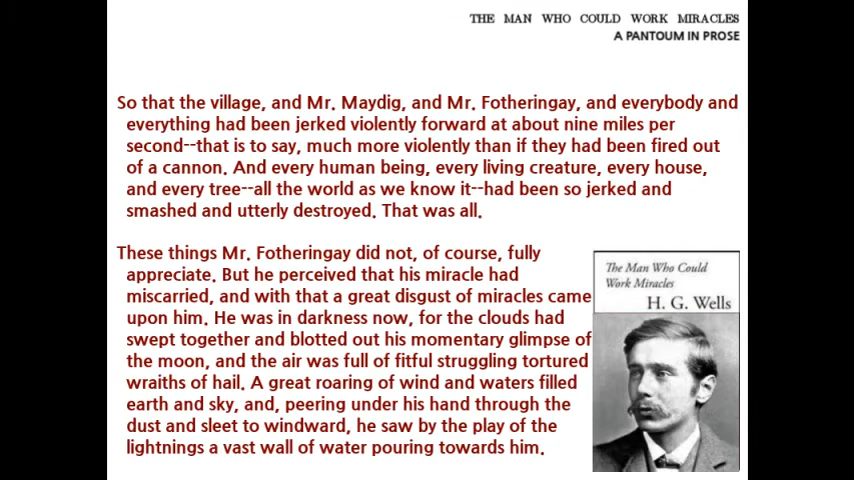 THE MAN WHO COULD WORK MIRACLES
A PANTOUM IN PROSE
So that the village, and Mr. Maydig, and Mr. Fotheringay, and everybody and
everything had been jerked violently forward at about nine miles per
second--that is to say, much more violently than if they had been fired out
of a cannon. And every human being, every living creature, every house,
and every tree--all the world as we know it--had been so jerked and
smashed and utterly destroyed. That was all.
These things Mr. Fotheringay did not, of course, fully
appreciate. But he perceived that his miracle had
miscarried, and with that a great disgust of miracles came
upon him. He was in darkness now, for the clouds had
swept together and blotted out his momentary glimpse of
the moon, and the air was full of fitful struggling tortured
wraiths of hail. A great roaring of wind and waters filled
earth and sky, and, peering under his hand through the
dust and sleet to windward, he saw by the play of the
lightnings a vast wall of water pouring towards him.
The Man Who Could
Work Miracles
H. G. Wells